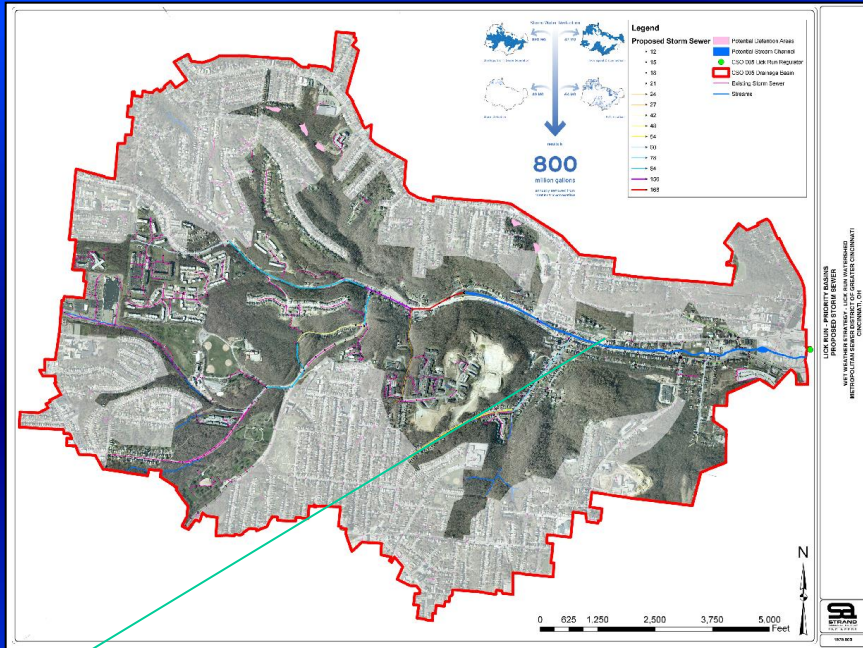 800
million gallons
Legend
Proposed Storm Sewer
12
15
18
21
24
27
42
48
54
60
78
84
168
Potential Detention Areas
Potential Stream Channel
CSO 005 Lick Run Regulator
CSO 005 Drainage Basin
Existing Storm Sewer
Streams
N
0 625 1,250 2,500 3,750 5,000
Feet
LICK RUN - PRIORITY BASINS
PROPOSED STORM SEWER
WET WEATHER STRATEGY - LICK RUN WATERSHED
METROPOLITAN SEWER DISTRICT OF GREATER CINCINNATI
CINCINNATI, OH
sa
STRAND